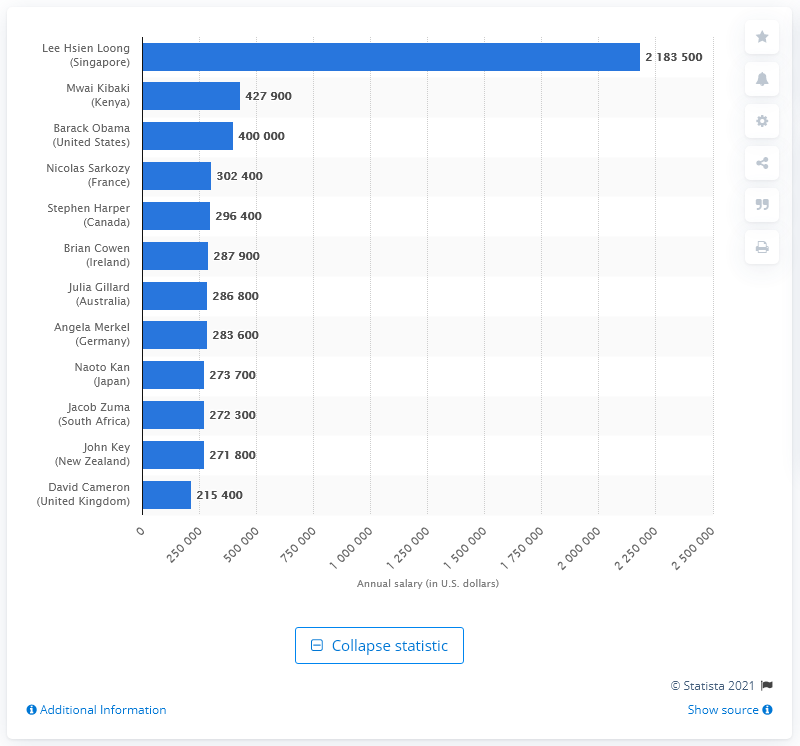 Lee Hsien Loong
(Singapore)
2 183 500
Mwai Kibaki
(Kenya)
427 900
Barack Obama
(United States)
400 000
Nicolas Sarkozy
(France)
302 400
Stephen Harper
(Canada)
296 400
Brian Cowen
(Ireland)
287 900
Julia Gillard
(Australia)
286 800
Angela Merkel
(Germany)
283 600
Naoto Kan
(Japan)
273 700
Jacob Zuma
(South Africa)
272 300
John Key
(New Zealand)
271 800
David Cameron
(United Kingdom)
215 400
0
250 000
500 000
750 000
1 000 000
1 250 000
1 500 000
1 750 000
2 000 000
2 250 000
2 500 000
Annual salary (in U.S. dollars)
Collapse statistic
© Statista 2021
Additional Information
Show source